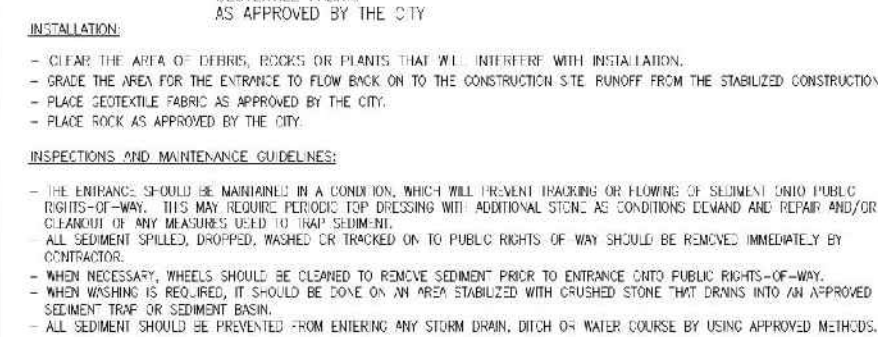 AS APPROVED BY THE CITY
INSTALLATION:
- CLEAR THE AREA OF DEBRIS, ROCKS OR PLANTS THAT WILL INTERFERE WITH INSTALLATION.
- GRADE THE AREA FOR THE ENTRANCE TO FLOW BACK ON TO THE CONSTRUCTION SITE. RUNOFF FROM THE STABILIZED CONSTRUCTION
- PLACE GEOTEXTILE FABRIC AS APPROVED BY THE CITY.
- PLACE ROCK AS APPROVED BY THE CITY.
INSPECTIONS AND MAINTENANCE GUIDELINES:
- THE ENTRANCE SHOULD BE MAINTAINED IN A CONDITION, WHICH WILL PREVENT TRACKING OR FLOWING OF SEDIMENT ONTO PUBLIC
RIGHTS-OF-WAY. THIS MAY REQUIRE PERIODIC TOP DRESSING WITH ADDITIONAL STONE AS CONDITIONS DEMAND AND REPAIR AND/OR
CLEANOUT OF ANY MEASURES USED TO TRAP SEDIMENT.
- ALL SEDIMENT SPILLED, DROPPED, WASHED OR TRACKED ON TO PUBLIC RIGHTS-OF-WAY SHOULD BE REMOVED IMMEDIATELY BY
CONTRACTOR.
- WHEN NECESSARY, WHEELS SHOULD BE CLEANED TO REMOVE SEDIMENT PRIOR TO ENTRANCE ONTO PUBLIC RIGHTS-OF-WAY.
- WHEN WASHING IS REQUIRED, IT SHOULD BE DONE ON AN AREA STABILIZED WITH CRUSHED STONE THAT DRAINS INTO AN APPROVED
SEDIMENT TRAP OR SEDIMENT BASIN.
- ALL SEDIMENT SHOULD BE PREVENTED FROM ENTERING ANY STORM DRAIN, DITCH OR WATER COURSE BY USING APPROVED METHODS.